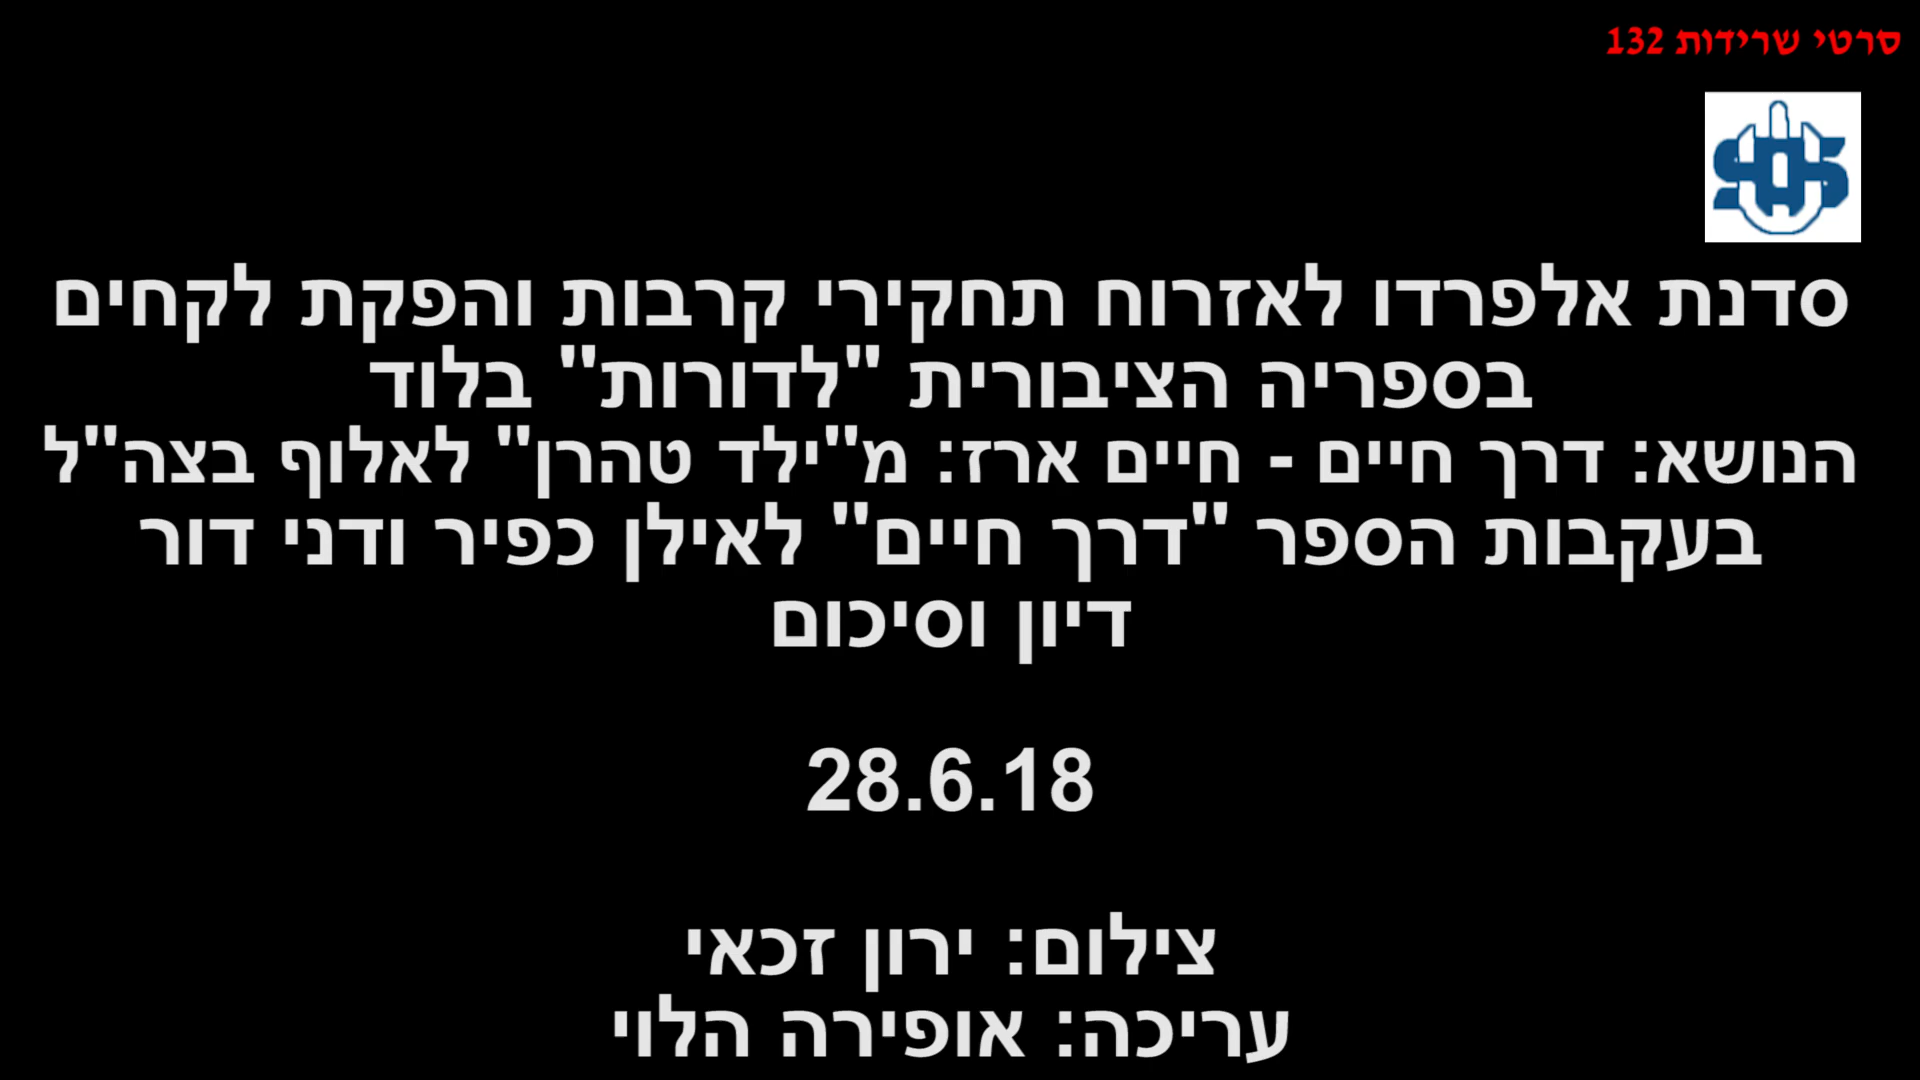 סרטי שרידות 132
SOS
סדנת אלפרדו לאזרוח תחקירי קרבות והפקת לקחים
בספריה הציבורית "לדורות" בלוד
הנושא: דרך חיים - חיים ארז: מ"ילד טהרן" לאלוף בצה"ל
בעקבות הספר "דרך חיים" לאילן כפיר ודני דור
דיון וסיכום
28.6.18
צילום: ירון זכאי
עריכה: אופירה הלוי